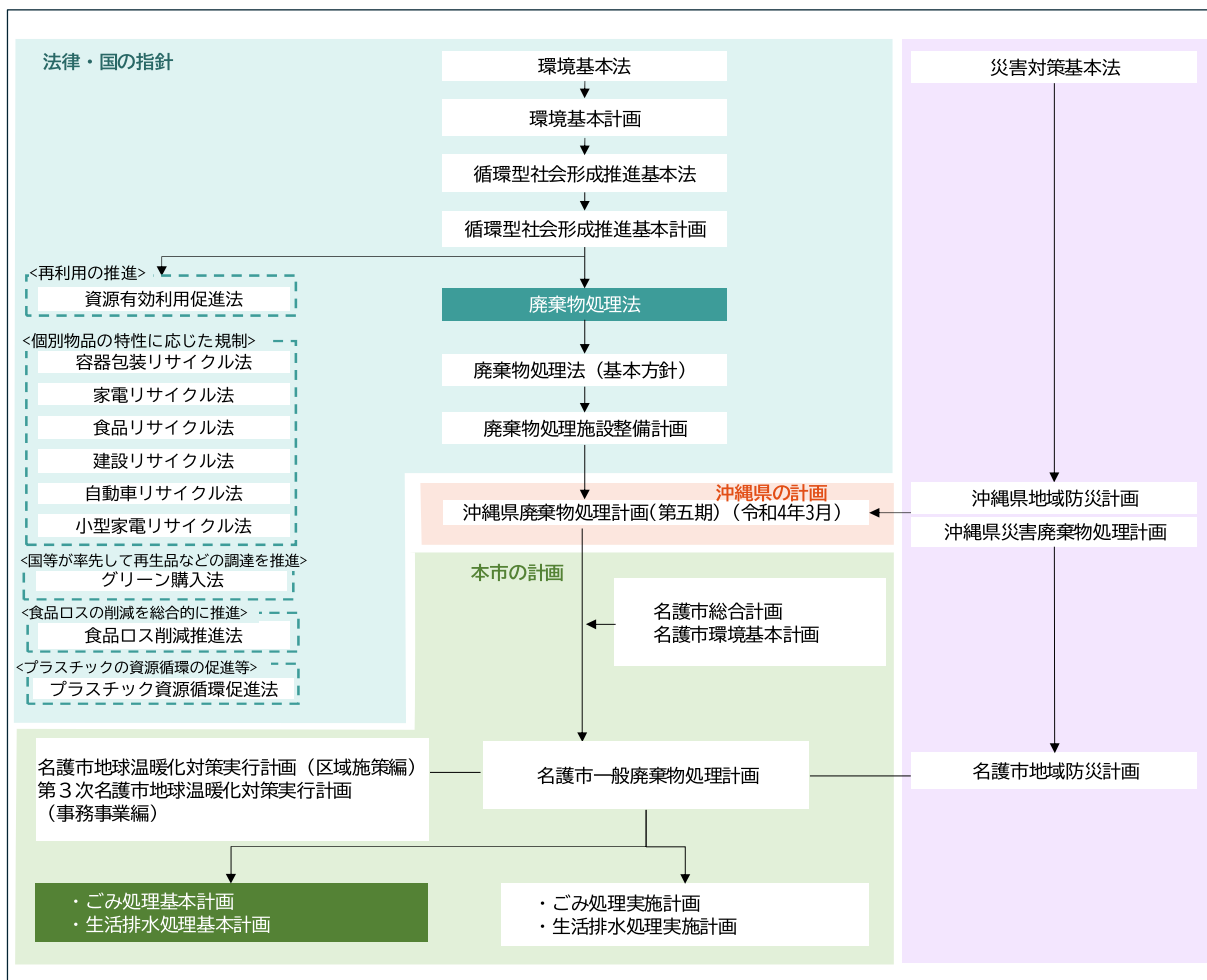 法律・国の指針
環境基本法
環境基本計画
循環型社会形成推進基本法
循環型社会形成推進基本計画
<再利用の推進>
資源有効利用促進法
<個別物品の特性に応じた規制>
容器包装リサイクル法
家電リサイクル法
食品リサイクル法
建設リサイクル法
自動車リサイクル法
小型家電リサイクル法
<国等が率先して再生品などの調達を推進>
グリーン購入法
<食品ロスの削減を総合的に推進>
食品ロス削減推進法
<プラスチックの資源循環の促進等>
プラスチック資源循環促進法
廃棄物処理法
廃棄物処理法（基本方針）
廃棄物処理施設整備計画
沖縄県の計画
沖縄県廃棄物処理計画(第五期)（令和4年3月）
災害対策基本法
沖縄県地域防災計画
沖縄県災害廃棄物処理計画
本市の計画
名護市総合計画
名護市環境基本計画
名護市地球温暖化対策実行計画（区域施策編）
第３次名護市地球温暖化対策実行計画
（事務事業編）
名護市一般廃棄物処理計画
名護市地域防災計画
・ごみ処理基本計画
・生活排水処理基本計画
・ごみ処理実施計画
・生活排水処理実施計画